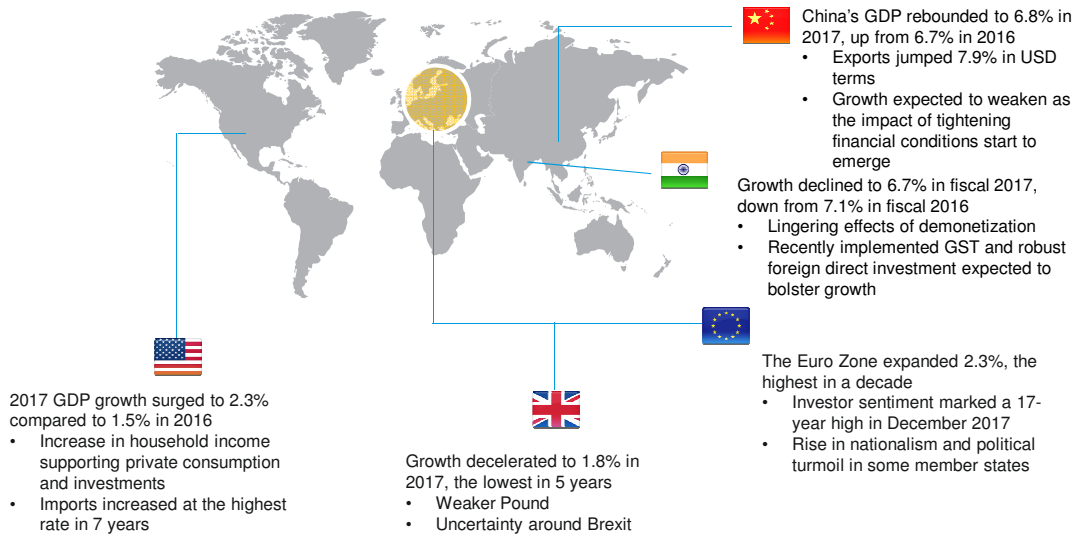 China's GDP rebounded to 6.8% in
2017, up from 6.7% in 2016
• Exports jumped 7.9% in USD
terms
• Growth expected to weaken as
the impact of tightening
financial conditions start to
emerge
Growth declined to 6.7% in fiscal 2017,
down from 7.1% in fiscal 2016
• Lingering effects of demonetization
• Recently implemented GST and robust
foreign direct investment expected to
bolster growth
The Euro Zone expanded 2.3%, the
highest in a decade
• Investor sentiment marked a 17-
year high in December 2017
• Rise in nationalism and political
turmoil in some member states
2017 GDP growth surged to 2.3%
compared to 1.5% in 2016
• Increase in household income
supporting private consumption
and investments
• Imports increased at the highest
rate in 7 years
Growth decelerated to 1.8% in
2017, the lowest in 5 years
• Weaker Pound
• Uncertainty around Brexit